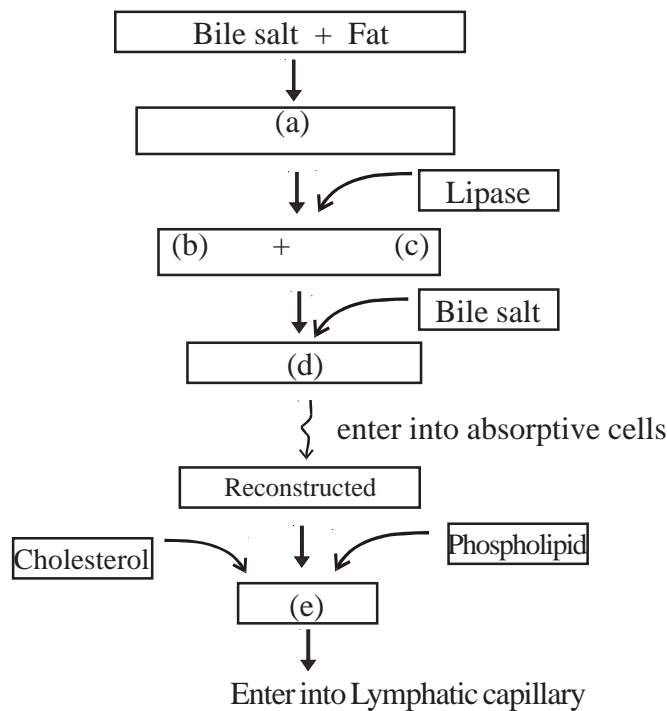 Bile salt + Fat
(a)
Lipase
(b) + (c)
Bile salt
(d)
enter into absorptive cells
Reconstructed
Cholesterol
Phospholipid
(e)
Enter into Lymphatic capillary